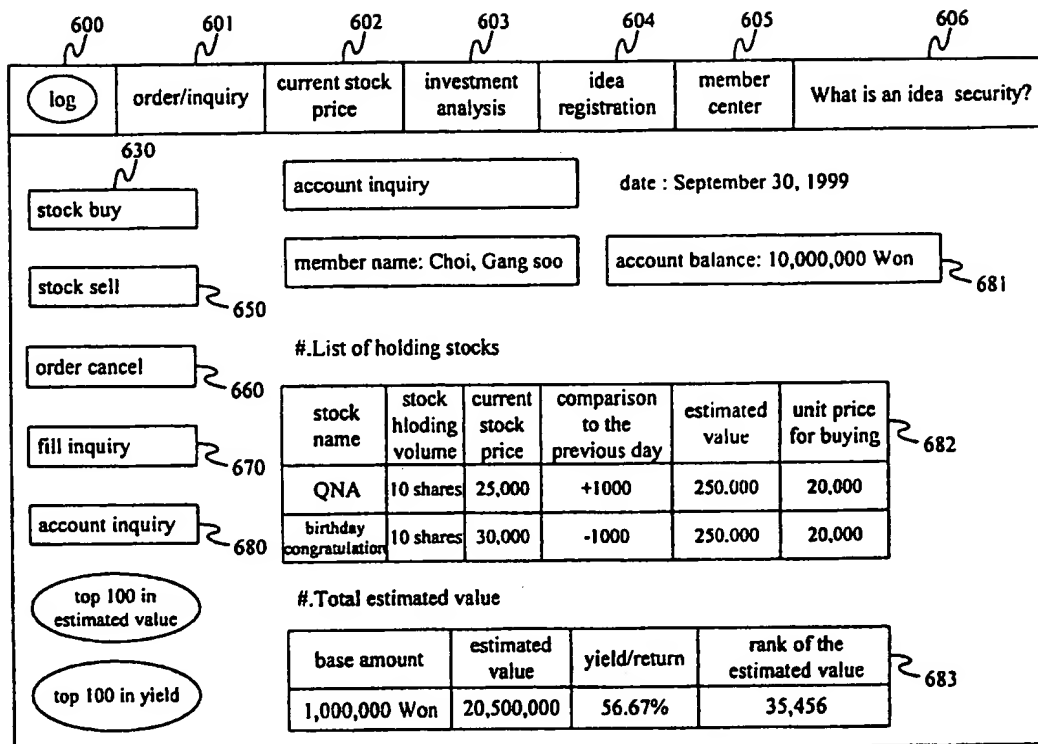 600
601
602
603
604
605
606
log
order/inquiry
current stock
price
investment
analysis
idea
registration
member
center
What is an idea security?
630
stock buy
stock sell
650
order cancel
660
fill inquiry
670
account inquiry
680
top 100 in
estimated value
top 100 in yield
account inquiry
date : September 30, 1999
member name: Choi, Gang soo
account balance: 10,000,000 Won
681
#.List of holding stocks
stock
name
stock
hloding
volume
current
stock
price
comparison
to the
previous day
estimated
value
unit price
for buying
682
QNA
10 shares
25,000
+1000
250.000
20,000
birthday
congratulation
10 shares
30,000
-1000
250.000
20,000
#.Total estimated value
base amount
estimated
value
yield/return
rank of the
estimated value
683
1,000,000 Won
20,500,000
56.67%
35,456